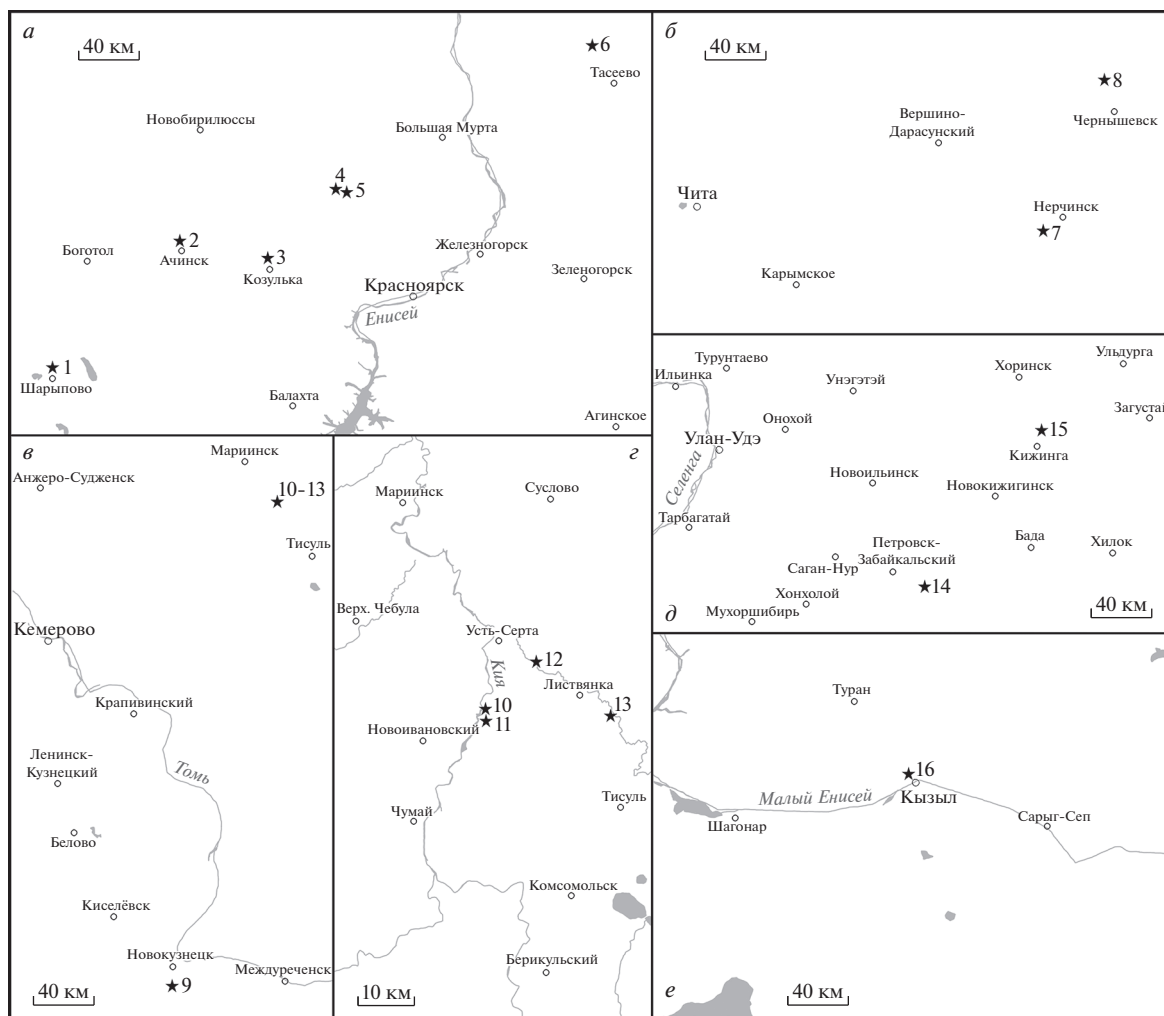 а
40 км
6
Тасеево
Новобирилюссы
Большая Мурта
4
5
2
Ачинск
Боготол
3
Козулька
Железногорск
Зеленогорск
Красноярск
Енисей
1
Шарыпово
Балахта
Агинское
б
40 км
8
Чернышевск
Вершино-
Дарасунский
Чита
Нерчинск
7
Карымское
в
Мариинск
Анжеро-Судженск
10-13
Тисуль
Кемерово
Крапивинский
Ленинск-
Кузнецкий
Томь
Белово
Киселёвск
Новокузнецк
Междуреченск
9
40 км
г
Мариинск
Суслово
Верх. Чебула
Усть-Серта
12
Кия
Листвянка
10
11
13
Новоивановский
Тисуль
Чумай
Комсомольск
Берикульский
10 км
Турунтаево
Ильинка
Унэгэтэй
Хоринск
Ульдурга
Загустай
Онохой
15
Улан-Удэ
Кижинга
Селенга
Новоильинск
Новокижигинск
Тарбагатай
Петровск-
Забайкальский
Бада
Хилок
Саган-Нур
14
Хонхолой
Мухоршибирь
д
40 км
Туран
16
Кызыл
Малый Енисей
Шагонар
Сарыг-Сеп
е
40 км